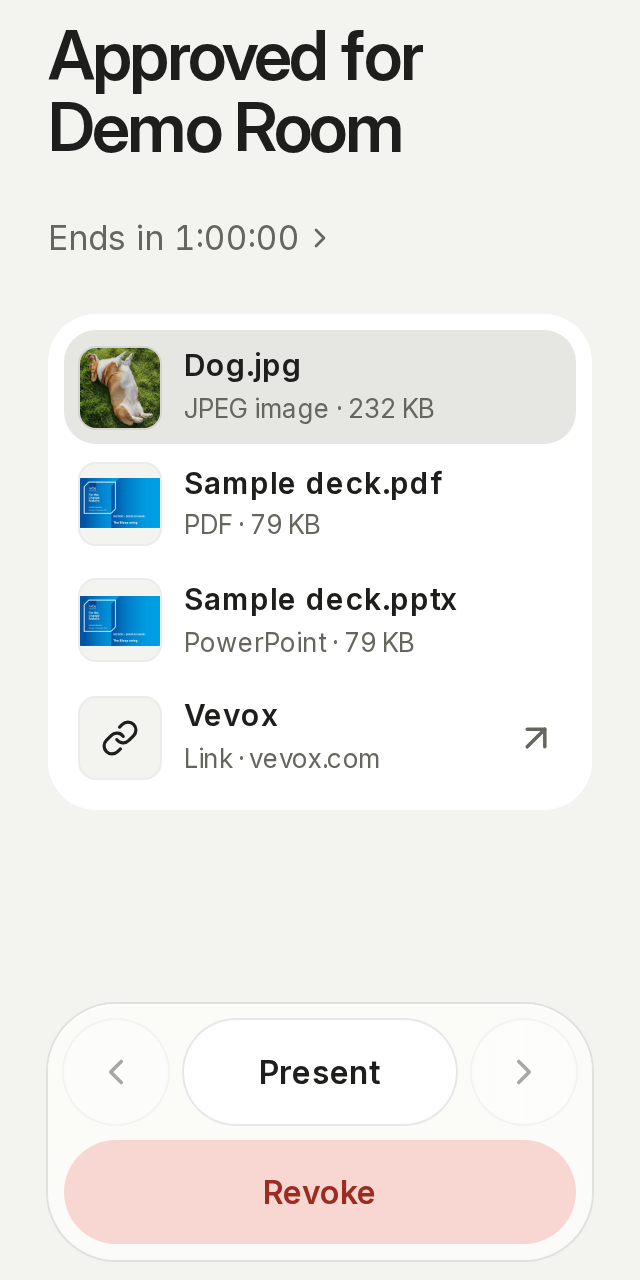 Approved for
Demo Room
Ends in 1:00:00
Dog.jpg
JPEG image · 232 KB
Sample deck.pdf
PDF · 79 KB
Sample deck.pptx
PowerPoint · 79 KB
Vevox
Link · vevox.com
Present
Revoke